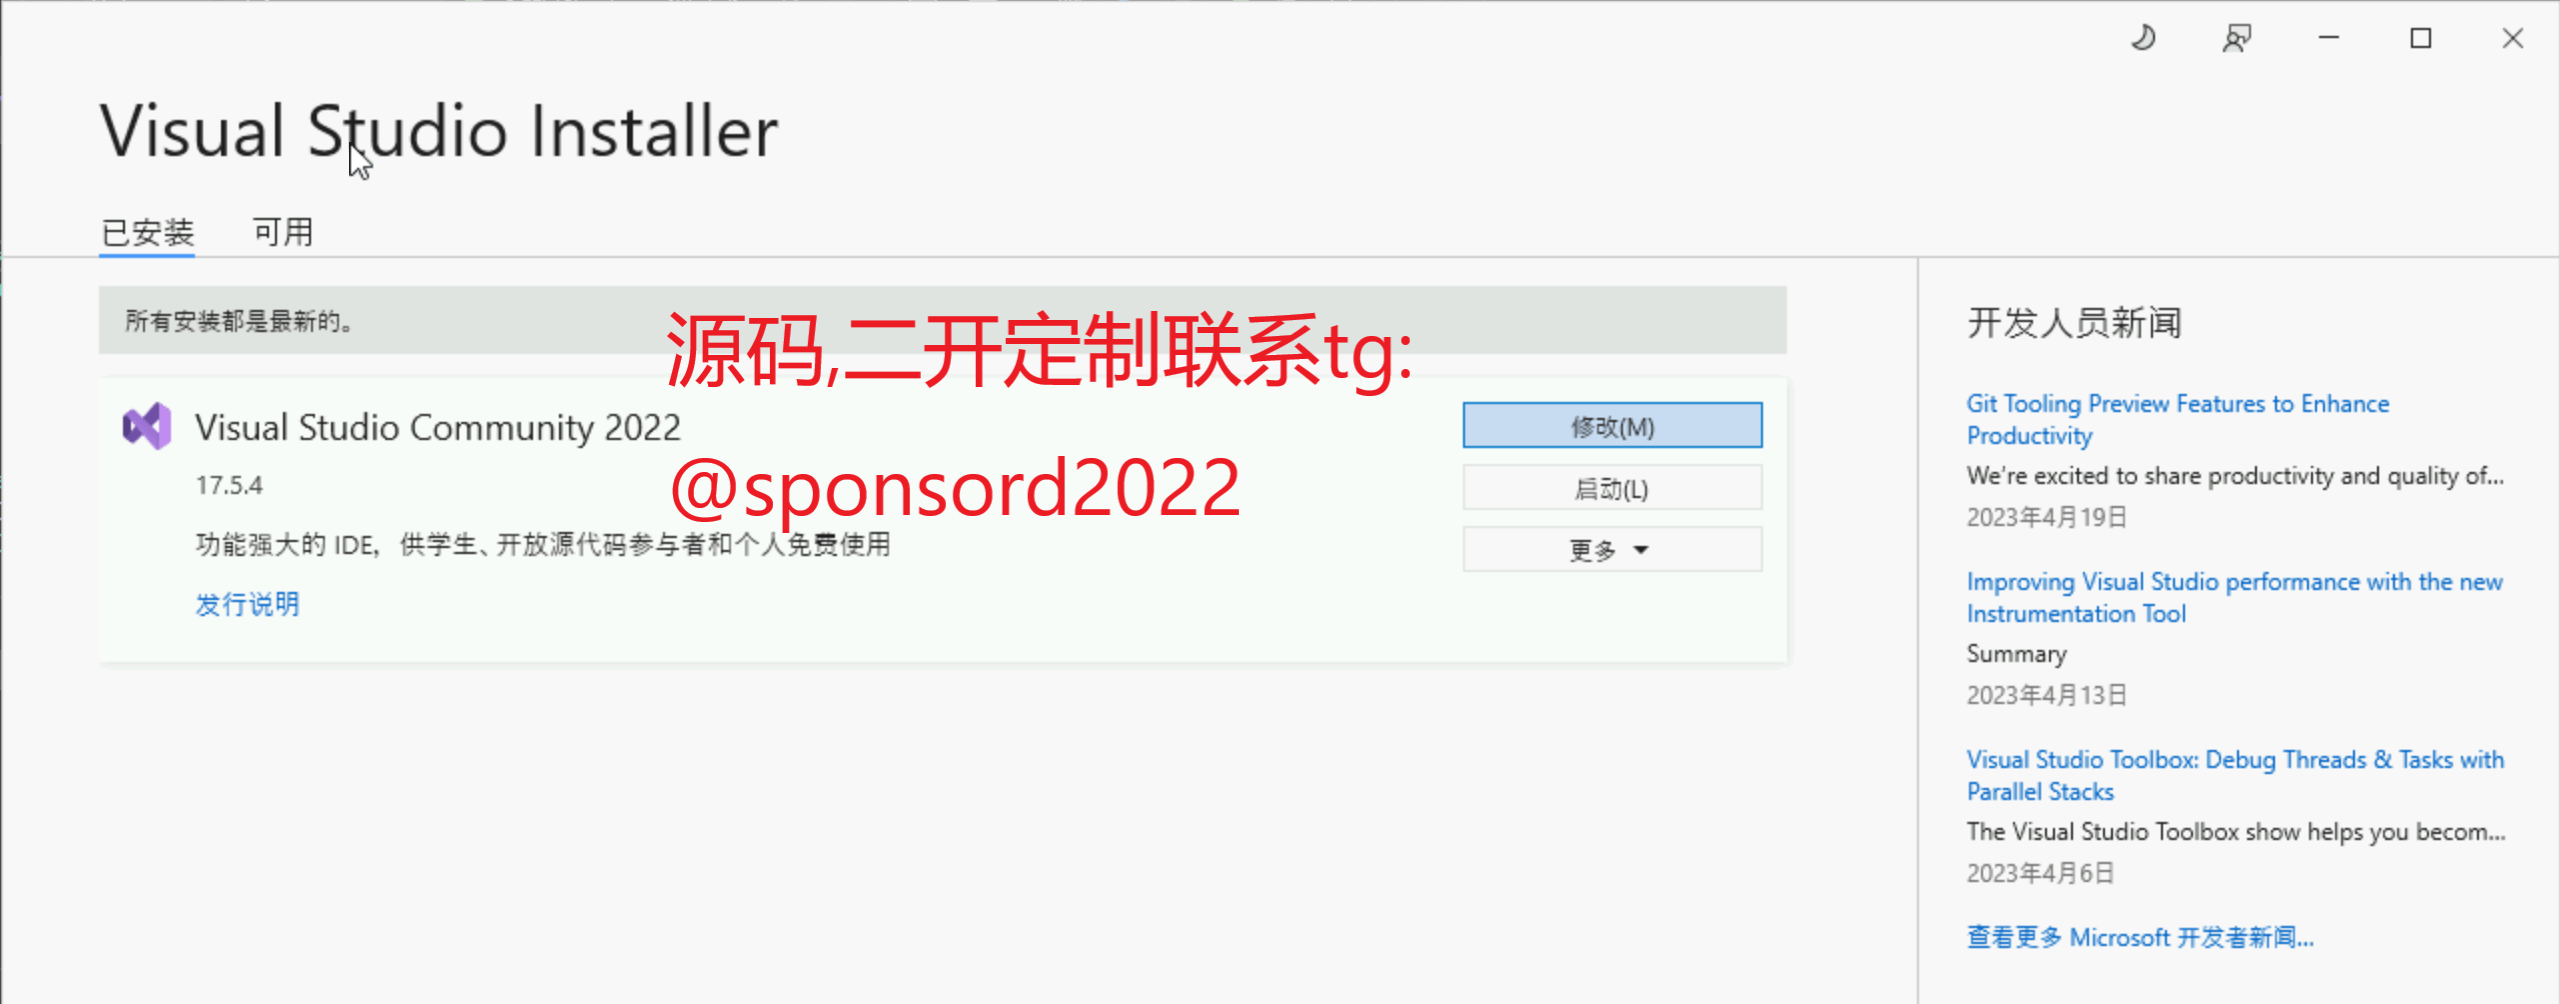 Visual Studio Installer
已安装 可用
所有安装都是最新的。
源码,二开定制联系tg:
@sponsord2022
Visual Studio Community 2022
17.5.4
功能强大的 IDE，供学生、开放源代码参与者和个人免费使用
发行说明
修改(M)
启动(L)
更多
开发人员新闻
Git Tooling Preview Features to Enhance
Productivity
We're excited to share productivity and quality of...
2023年4月19日
Improving Visual Studio performance with the new
Instrumentation Tool
Summary
2023年4月13日
Visual Studio Toolbox: Debug Threads & Tasks with
Parallel Stacks
The Visual Studio Toolbox show helps you becom...
2023年4月6日
查看更多 Microsoft 开发者新闻...